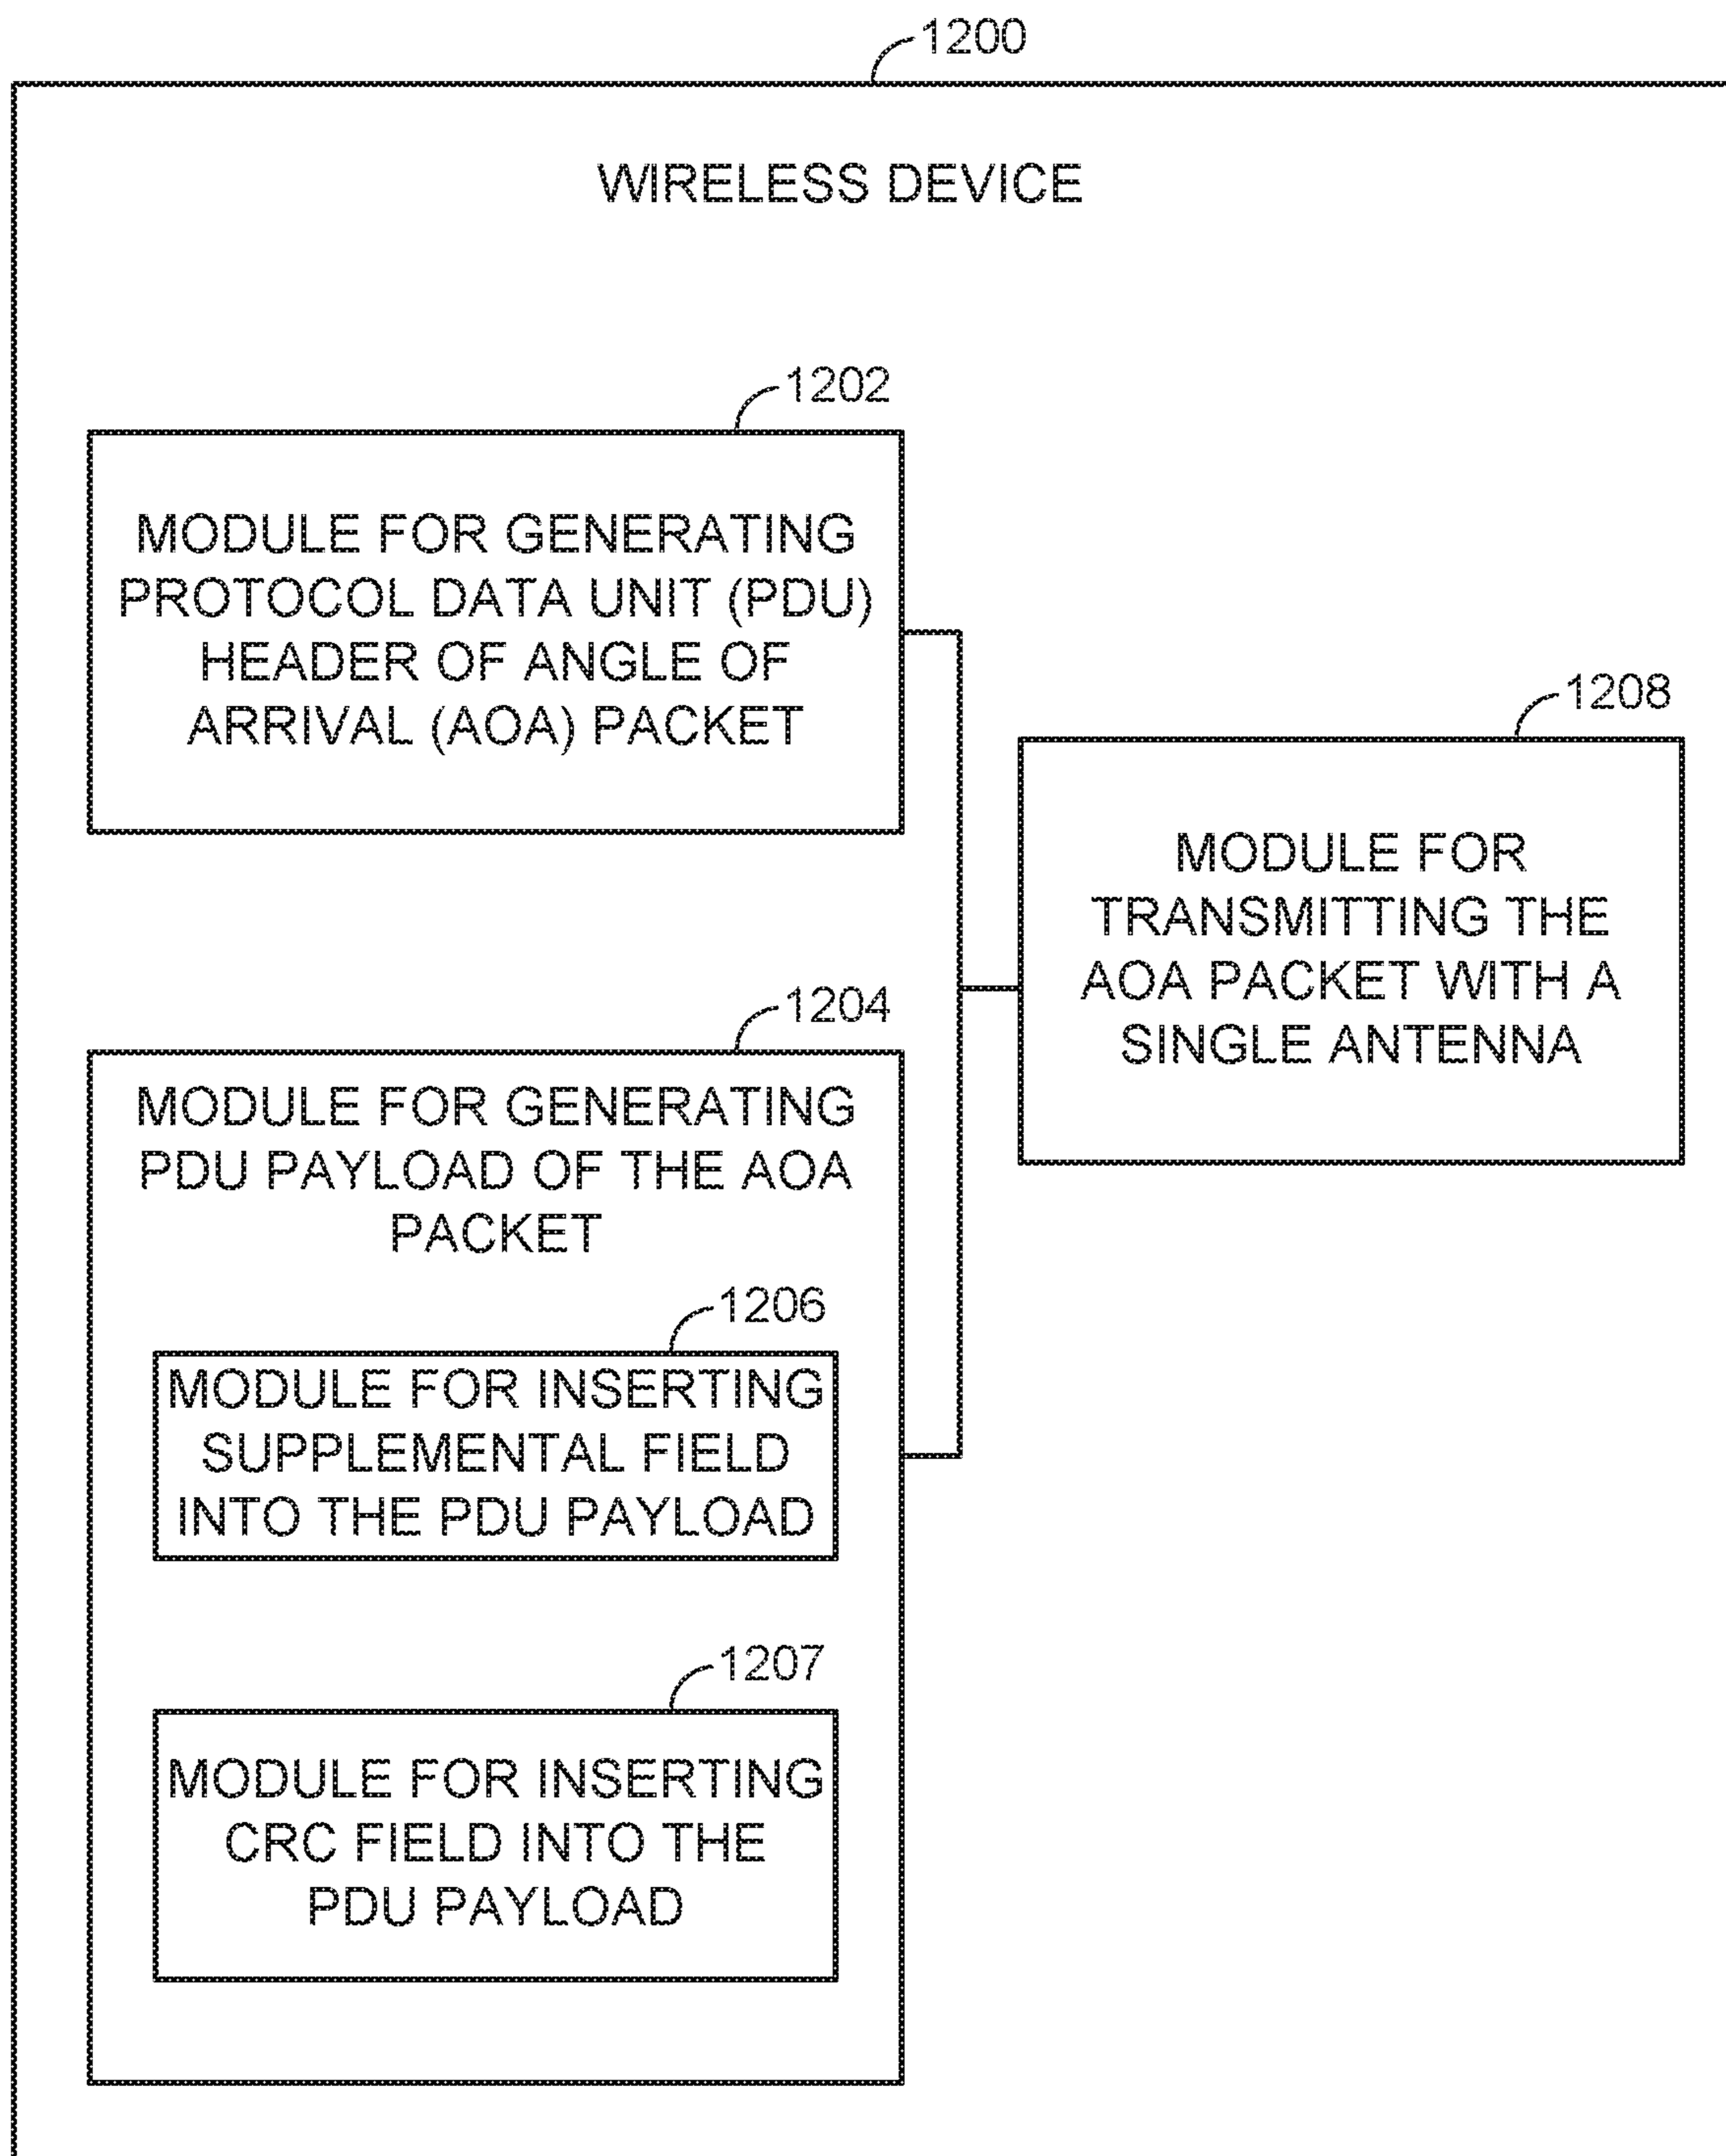 1200
WIRELESS DEVICE
1202
MODULE FOR GENERATING
PROTOCOL DATA UNIT (PDU)
HEADER OF ANGLE OF
ARRIVAL (AOA) PACKET
1208
MODULE FOR
TRANSMITTING THE
AOA PACKET WITH A
SINGLE ANTENNA
1204
MODULE FOR GENERATING
PDU PAYLOAD OF THE AOA
PACKET
1206
MODULE FOR INSERTING
SUPPLEMENTAL FIELD
INTO THE PDU PAYLOAD
1207
MODULE FOR INSERTING
CRC FIELD INTO THE
PDU PAYLOAD